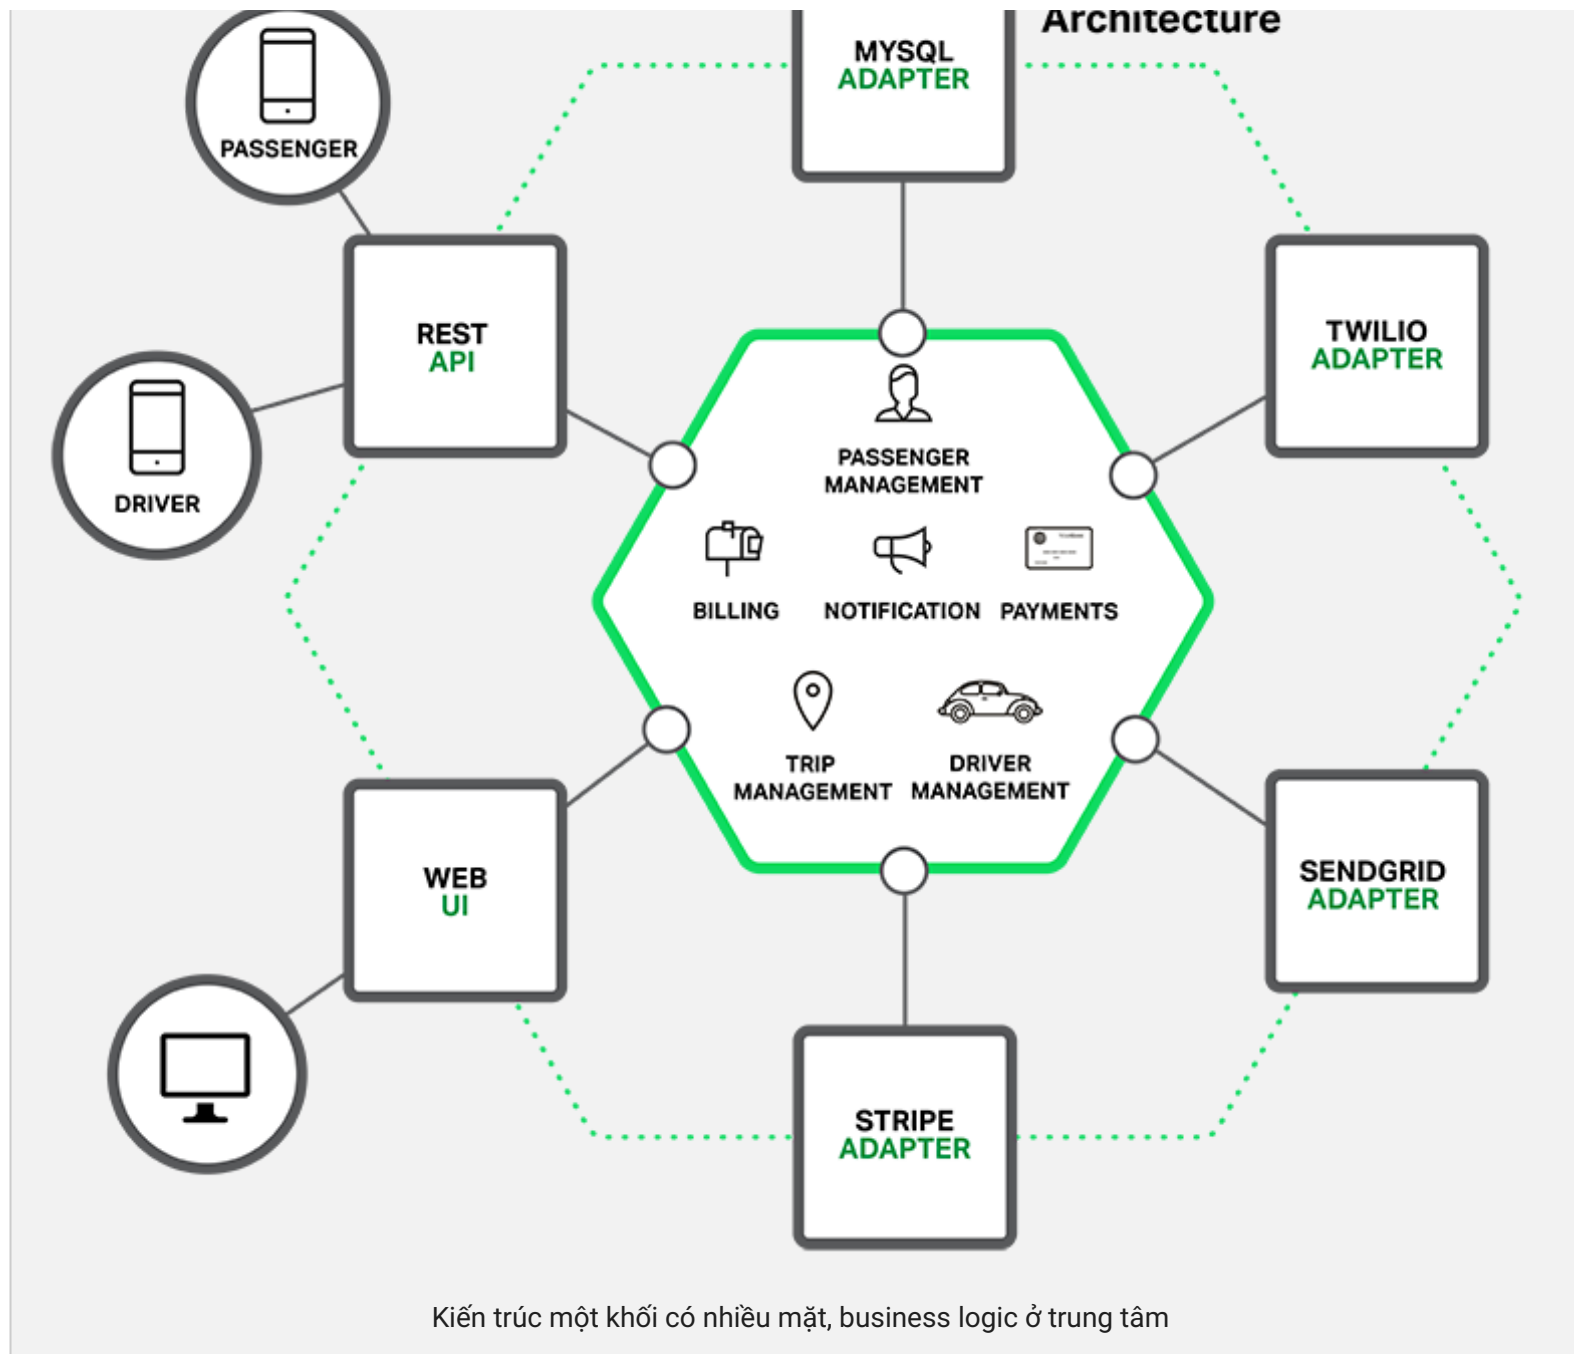 Architecture
MYSQL
ADAPTER
PASSENGER
REST
API
TWILIO
ADAPTER
DRIVER
PASSENGER
MANAGEMENT
BILLING
NOTIFICATION
PAYMENTS
TRIP
MANAGEMENT
DRIVER
MANAGEMENT
WEB
UI
SENDGRID
ADAPTER
STRIPE
ADAPTER
Kiến trúc một khối có nhiều mặt, business logic ở trung tâm